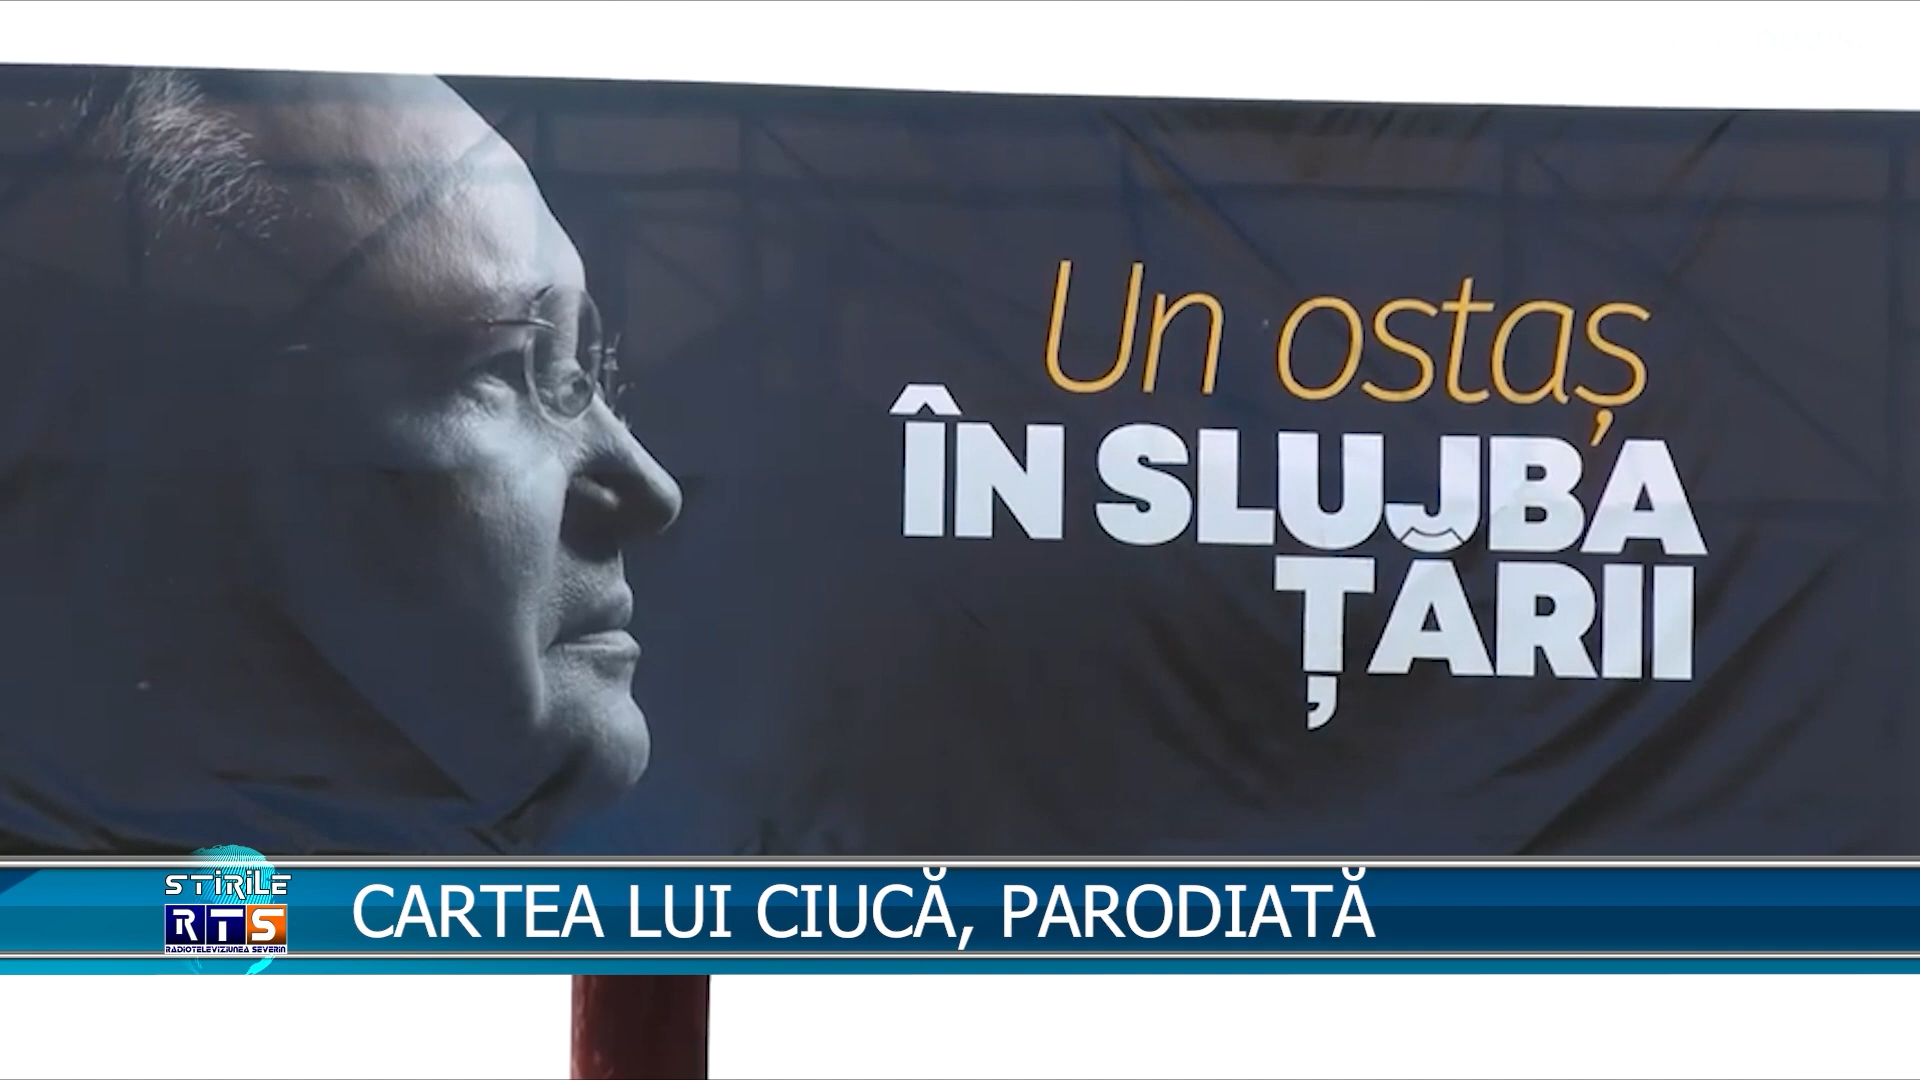 Un ostaș
ÎN SLUJBA
ȚĂRII
STIRILE
RTS
RADIOTELEVIZIUNEA SEVERIN
CARTEA LUI CIUCĂ, PARODIATĂ